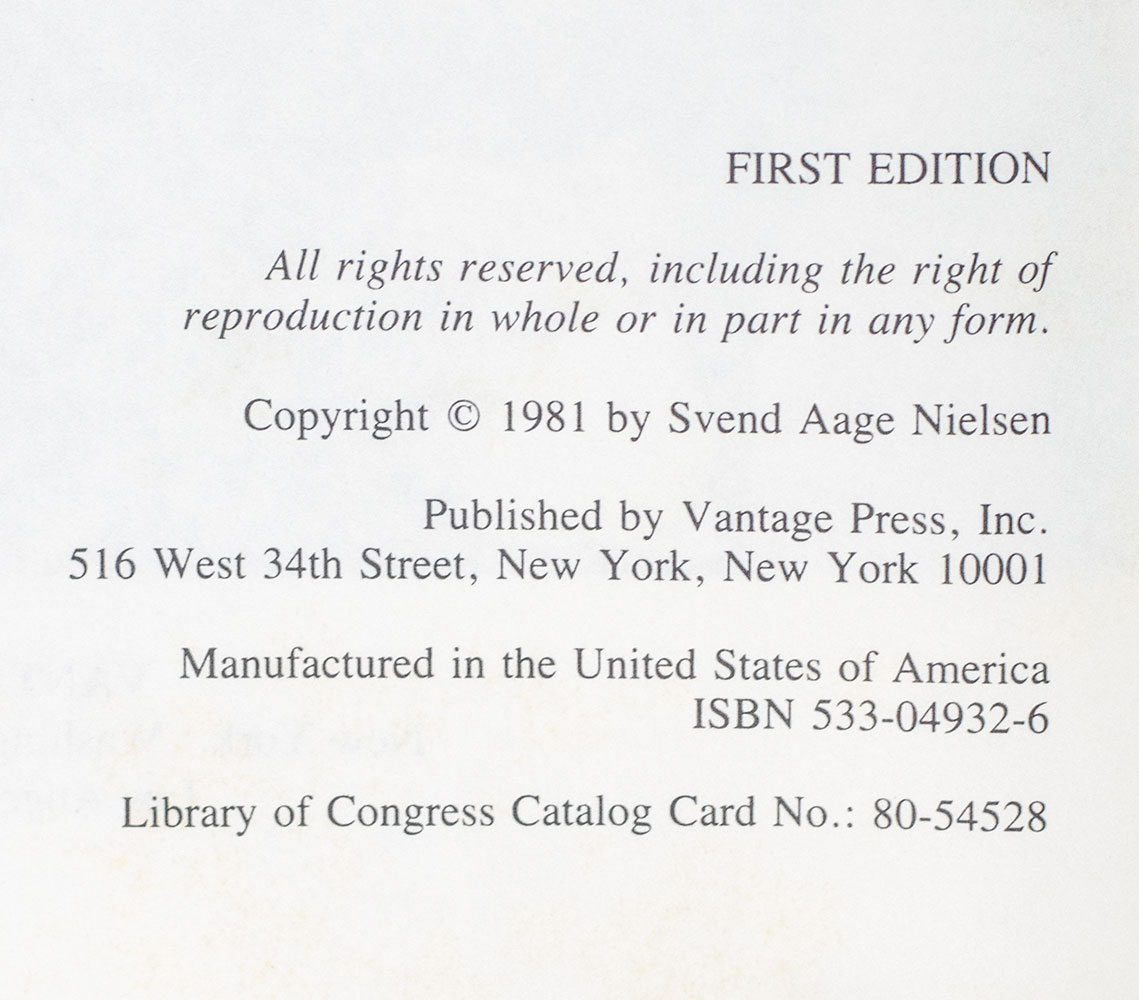 FIRST EDITION
All rights reserved, including the right of
reproduction in whole or in part in any form.
Copyright © 1981 by Svend Aage Nielsen
Published by Vantage Press, Inc.
516 West 34th Street, New York, New York 10001
Manufactured in the United States of America
ISBN 533-04932-6
Library of Congress Catalog Card No.: 80-54528